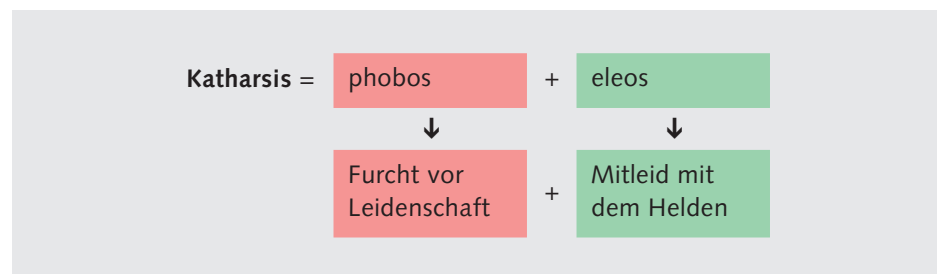 Katharsis = phobos + eleos
↓ ↓
Furcht vor + Mitleid mit
Leidenschaft dem Helden